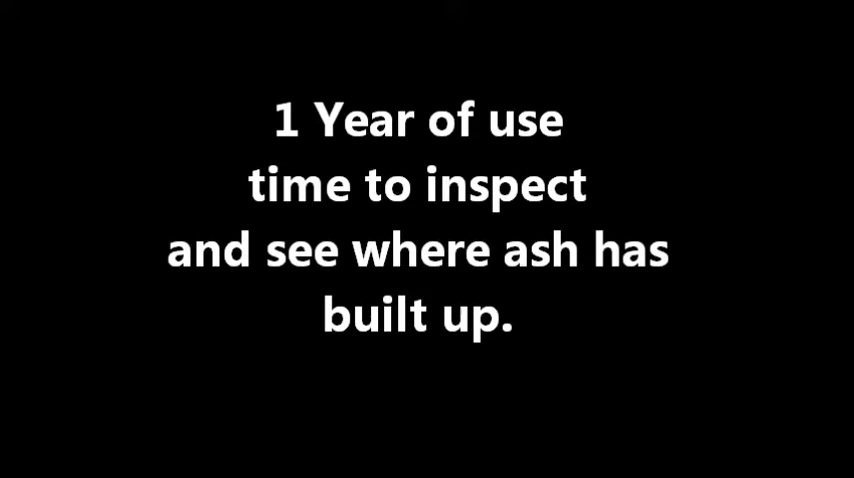 1 Year of use
time to inspect
and see where ash has
built up.